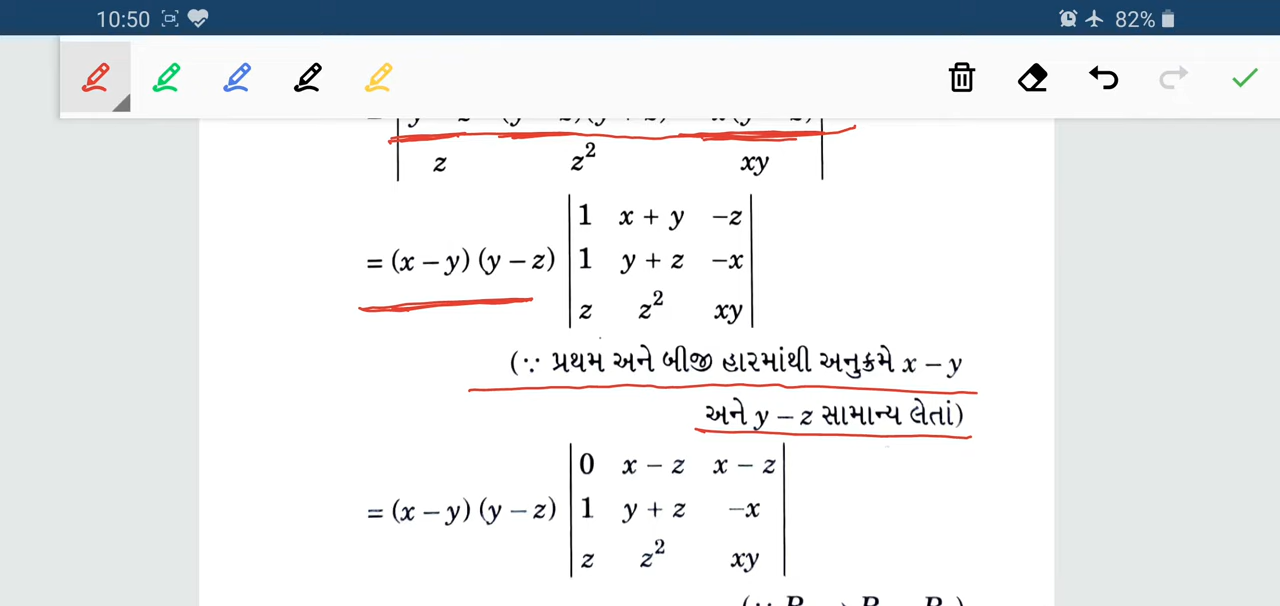 10:50 82%
z z² xy
1 x + y −z
= (x − y) (y − z) 1 y + z −x
z z² xy
(∵ પ્રથમ અને બીજી હારમાંથી અનુક્રમે x − y
અને y − z સામાન્ય લેતાં)
0 x − z x − z
= (x − y) (y − z) 1 y + z −x
z z² xy